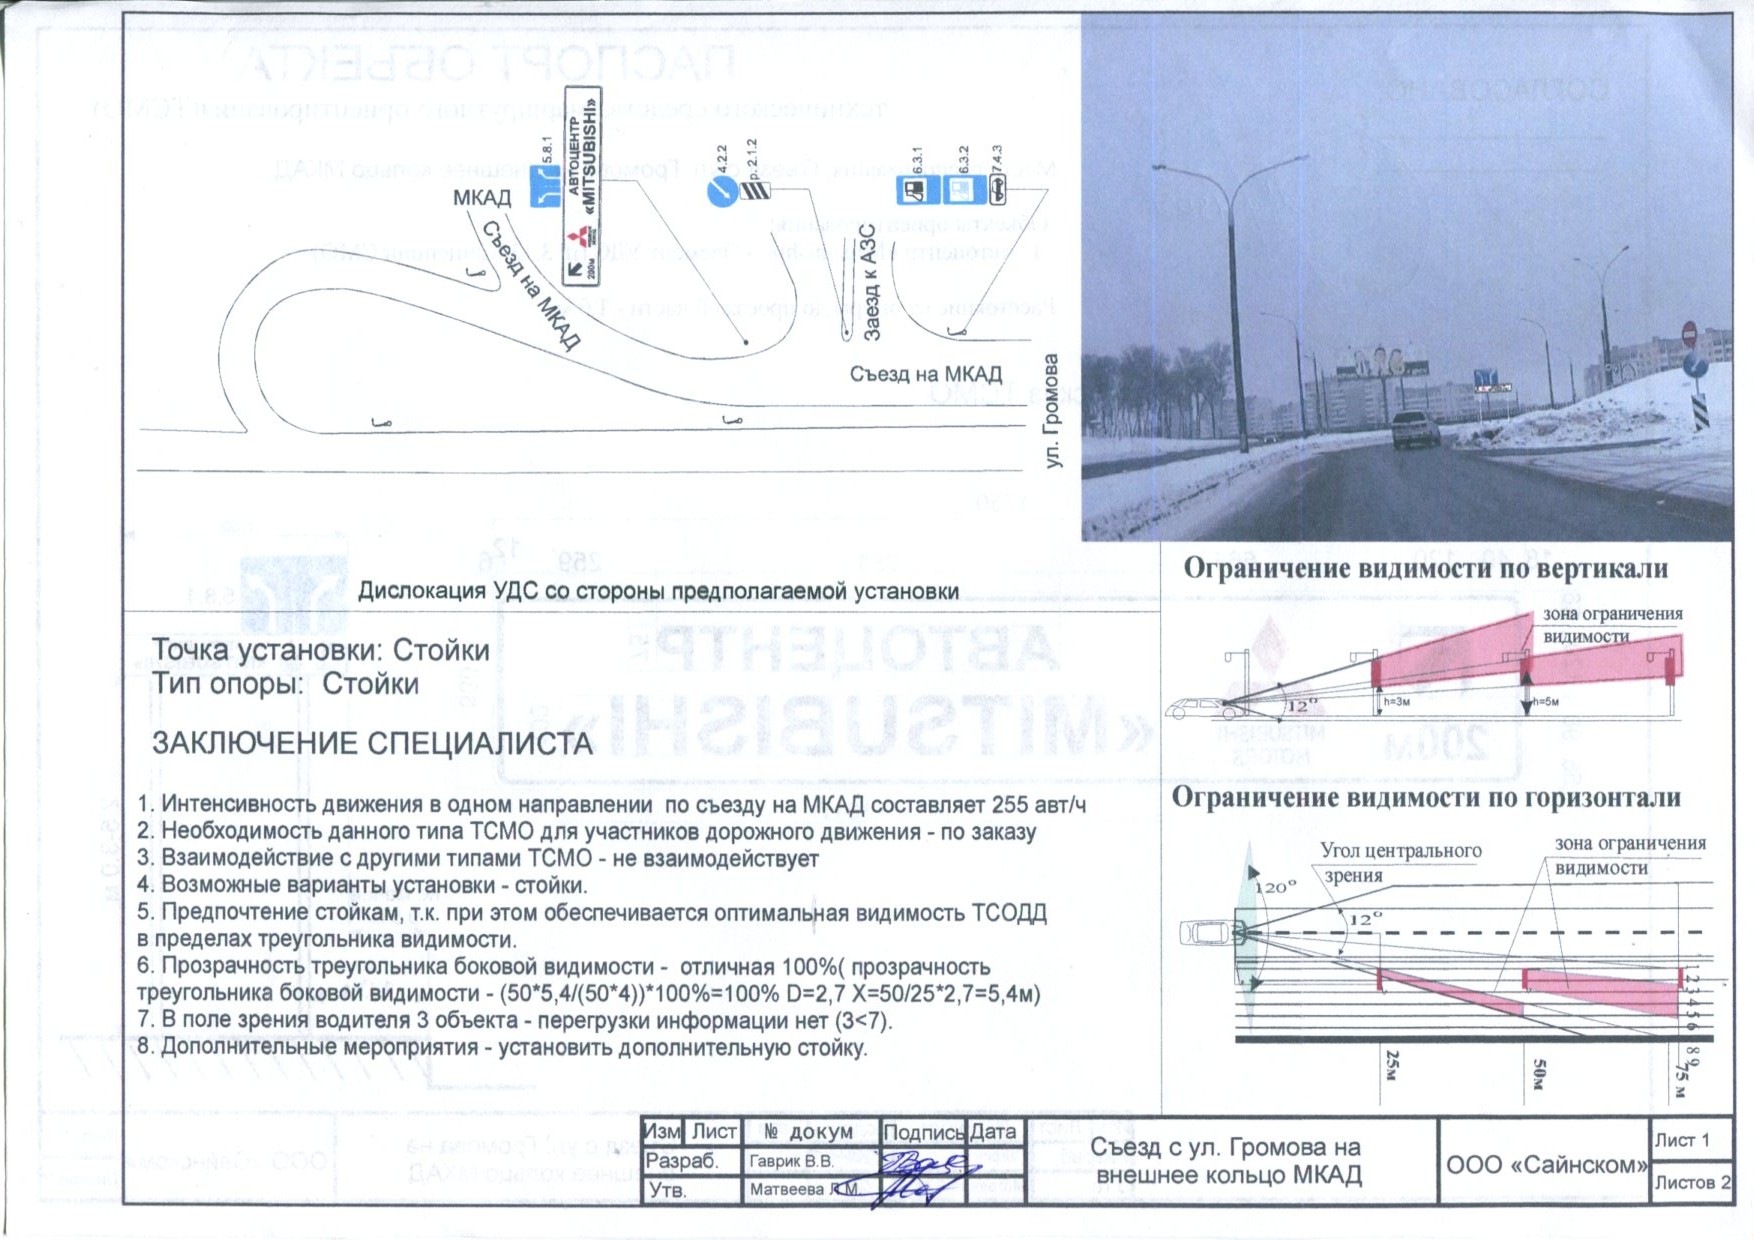 МКАД
Съезд на МКАД
5.8.1
АВТОЦЕНТР
«MITSUBISHI»
200м
4.2.2
р. 2.1.2
Заезд к АЗС
6.3.1
6.3.2
7.4.3
Съезд на МКАД
ул. Громова
Дислокация УДС со стороны предполагаемой установки
Точка установки: Стойки
Тип опоры: Стойки
ЗАКЛЮЧЕНИЕ СПЕЦИАЛИСТА
1. Интенсивность движения в одном направлении по съезду на МКАД составляет 255 авт/ч
2. Необходимость данного типа ТСМО для участников дорожного движения - по заказу
3. Взаимодействие с другими типами ТСМО - не взаимодействует
4. Возможные варианты установки - стойки.
5. Предпочтение стойкам, т.к. при этом обеспечивается оптимальная видимость ТСОДД
в пределах треугольника видимости.
6. Прозрачность треугольника боковой видимости - отличная 100%( прозрачность
треугольника боковой видимости - (50*5,4/(50*4))*100%=100% D=2,7 X=50/25*2,7=5,4м)
7. В поле зрения водителя 3 объекта - перегрузки информации нет (3<7).
8. Дополнительные мероприятия - установить дополнительную стойку.
Ограничение видимости по вертикали
зона ограничения
видимости
12°
h=3м
h=5м
Ограничение видимости по горизонтали
Угол центрального
зрения
зона ограничения
видимости
120°
12°
1 2 3 4 5 6 8 9
25м
50м
75 м
Изм Лист № докум Подпись Дата
Разраб. Гаврик В.В.
Утв. Матвеева Л.М.
Съезд с ул. Громова на
внешнее кольцо МКАД
ООО «Сайнском»
Лист 1
Листов 2